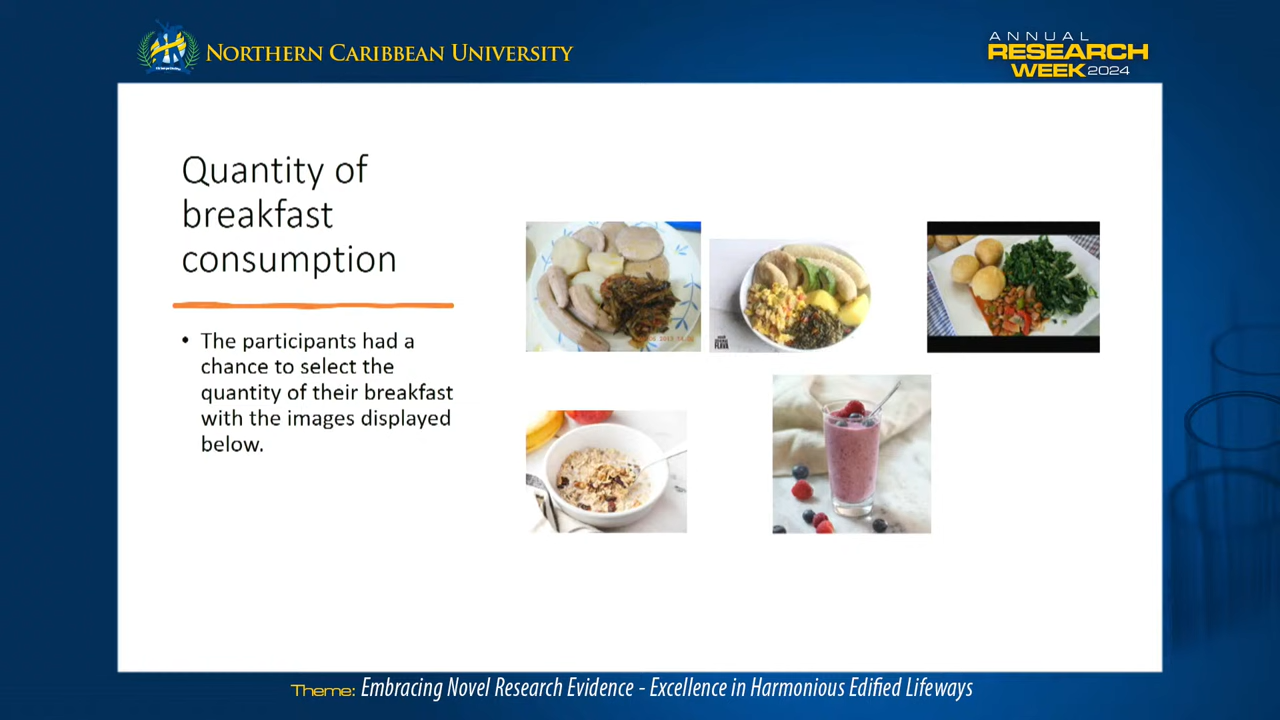 NORTHERN CARIBBEAN UNIVERSITY
ANNUAL
RESEARCH
WEEK 2024
Quantity of
breakfast
consumption
• The participants had a
chance to select the
quantity of their breakfast
with the images displayed
below.
FLAVA
Theme: Embracing Novel Research Evidence - Excellence in Harmonious Edified Lifeways